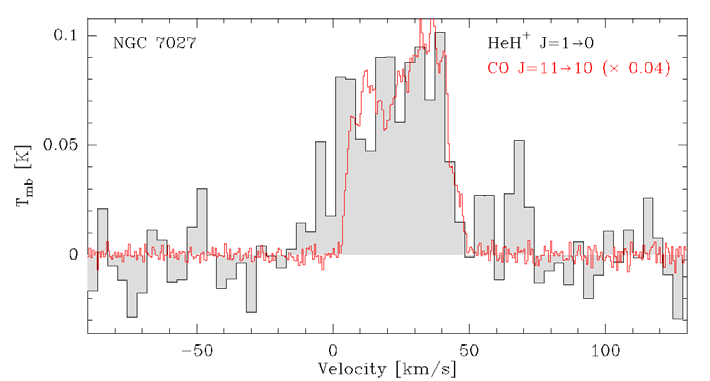 NGC 7027
HeH⁺ J=1→0
CO J=11→10 (× 0.04)
0.1
0.05
0
T_mb [K]
−50
0
50
100
Velocity [km/s]